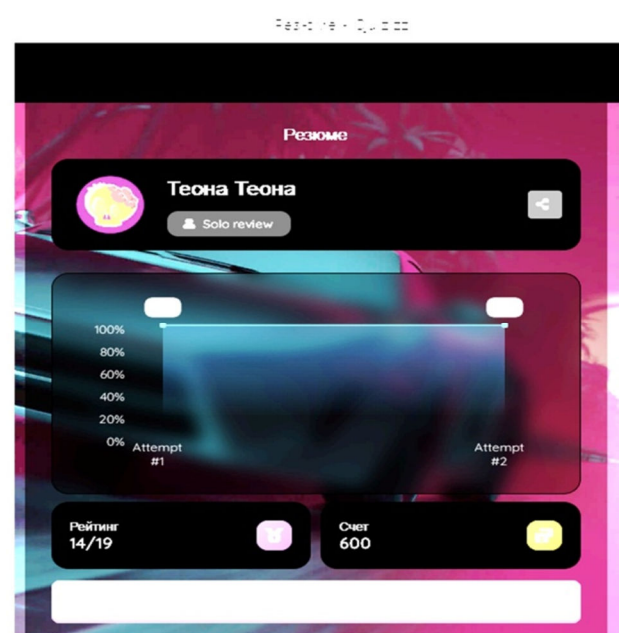 Резюме
Теона Теона
Solo review
100%
80%
60%
40%
20%
0%
Attempt
#1
Attempt
#2
Рейтинг
14/19
Счет
600